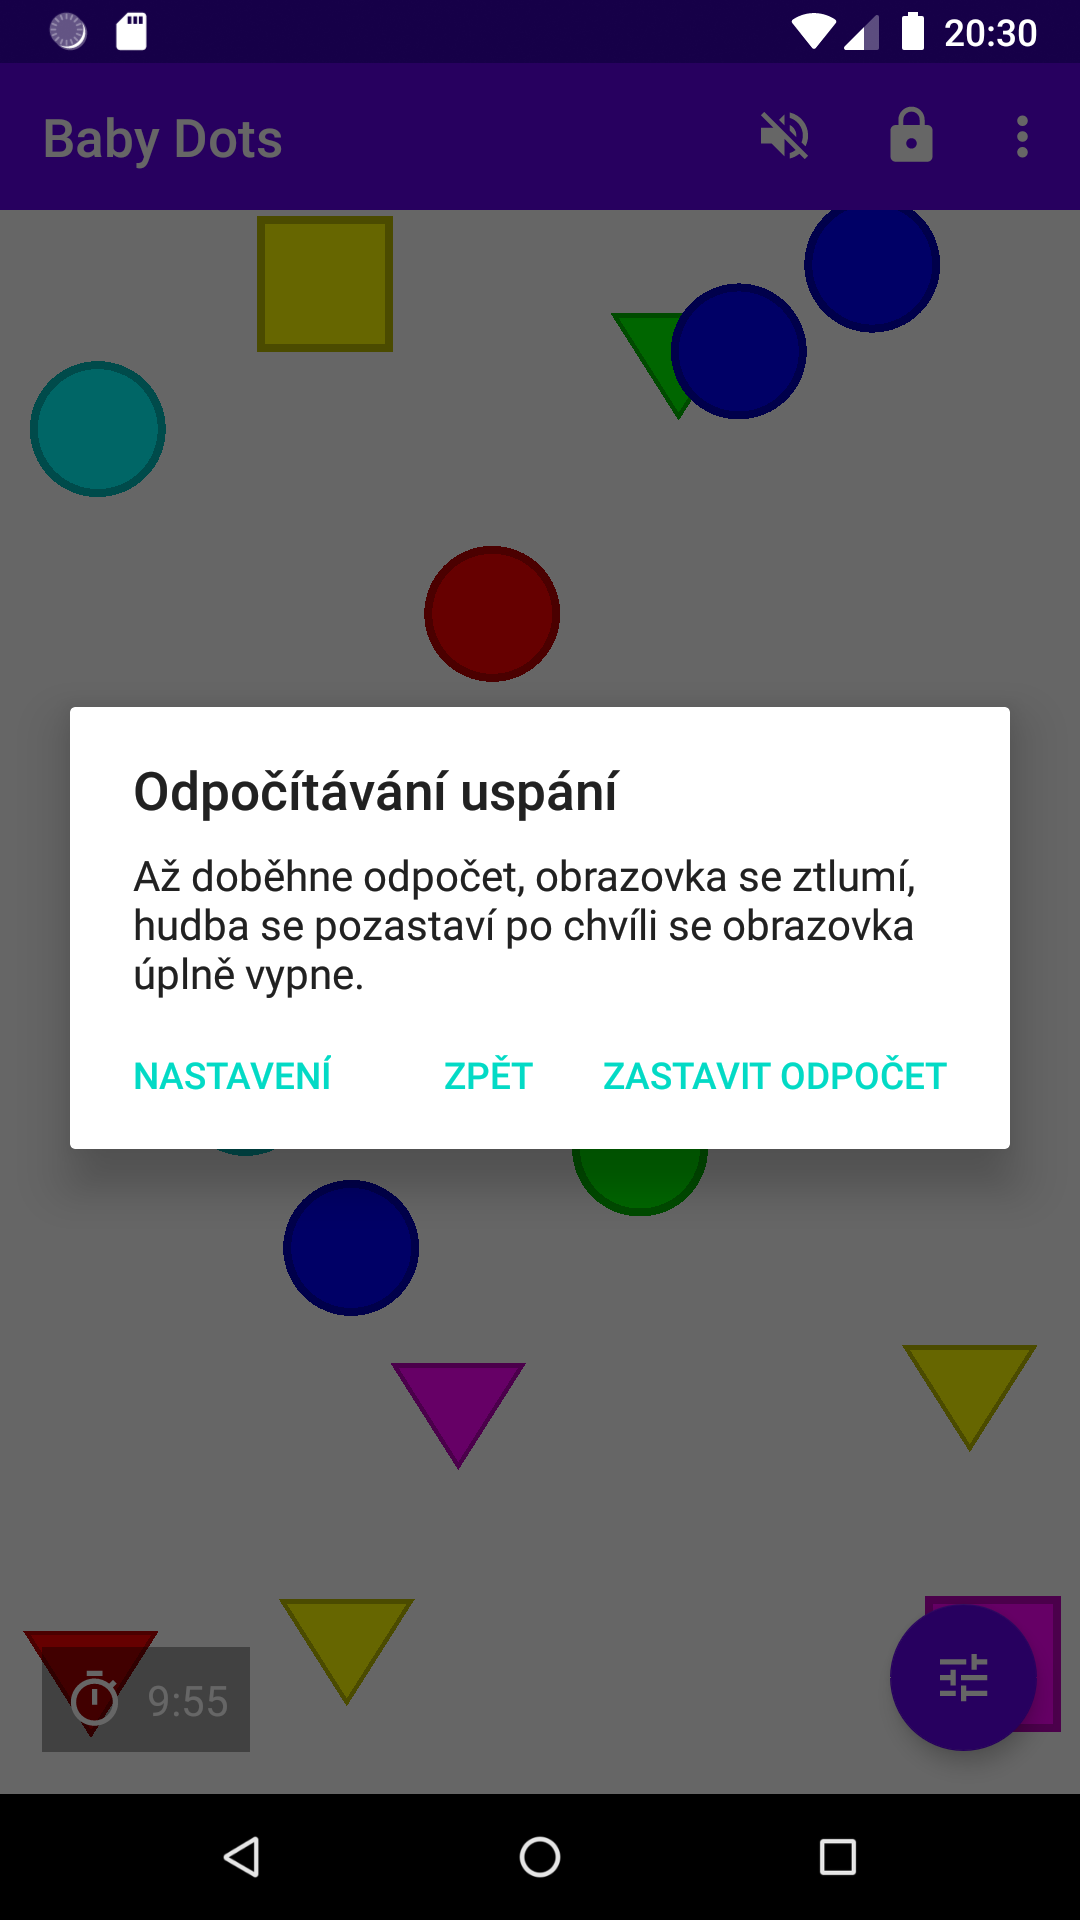 20:30
Baby Dots
Odpočítávání uspání
Až doběhne odpočet, obrazovka se ztlumí,
hudba se pozastaví po chvíli se obrazovka
úplně vypne.
NASTAVENÍ ZPĚT ZASTAVIT ODPOČET
9:55